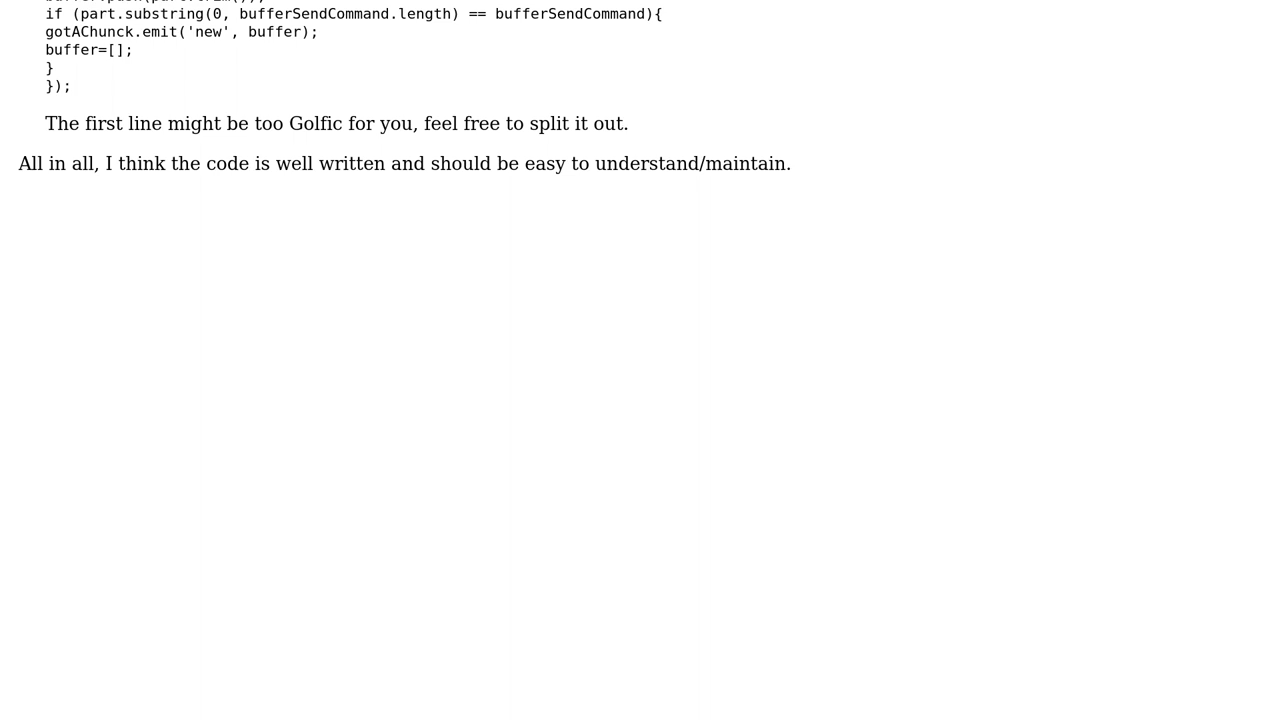 if (part.substring(0, bufferSendCommand.length) == bufferSendCommand){
gotAChunck.emit('new', buffer);
buffer=[];
}
});
The first line might be too Golfic for you, feel free to split it out.
All in all, I think the code is well written and should be easy to understand/maintain.